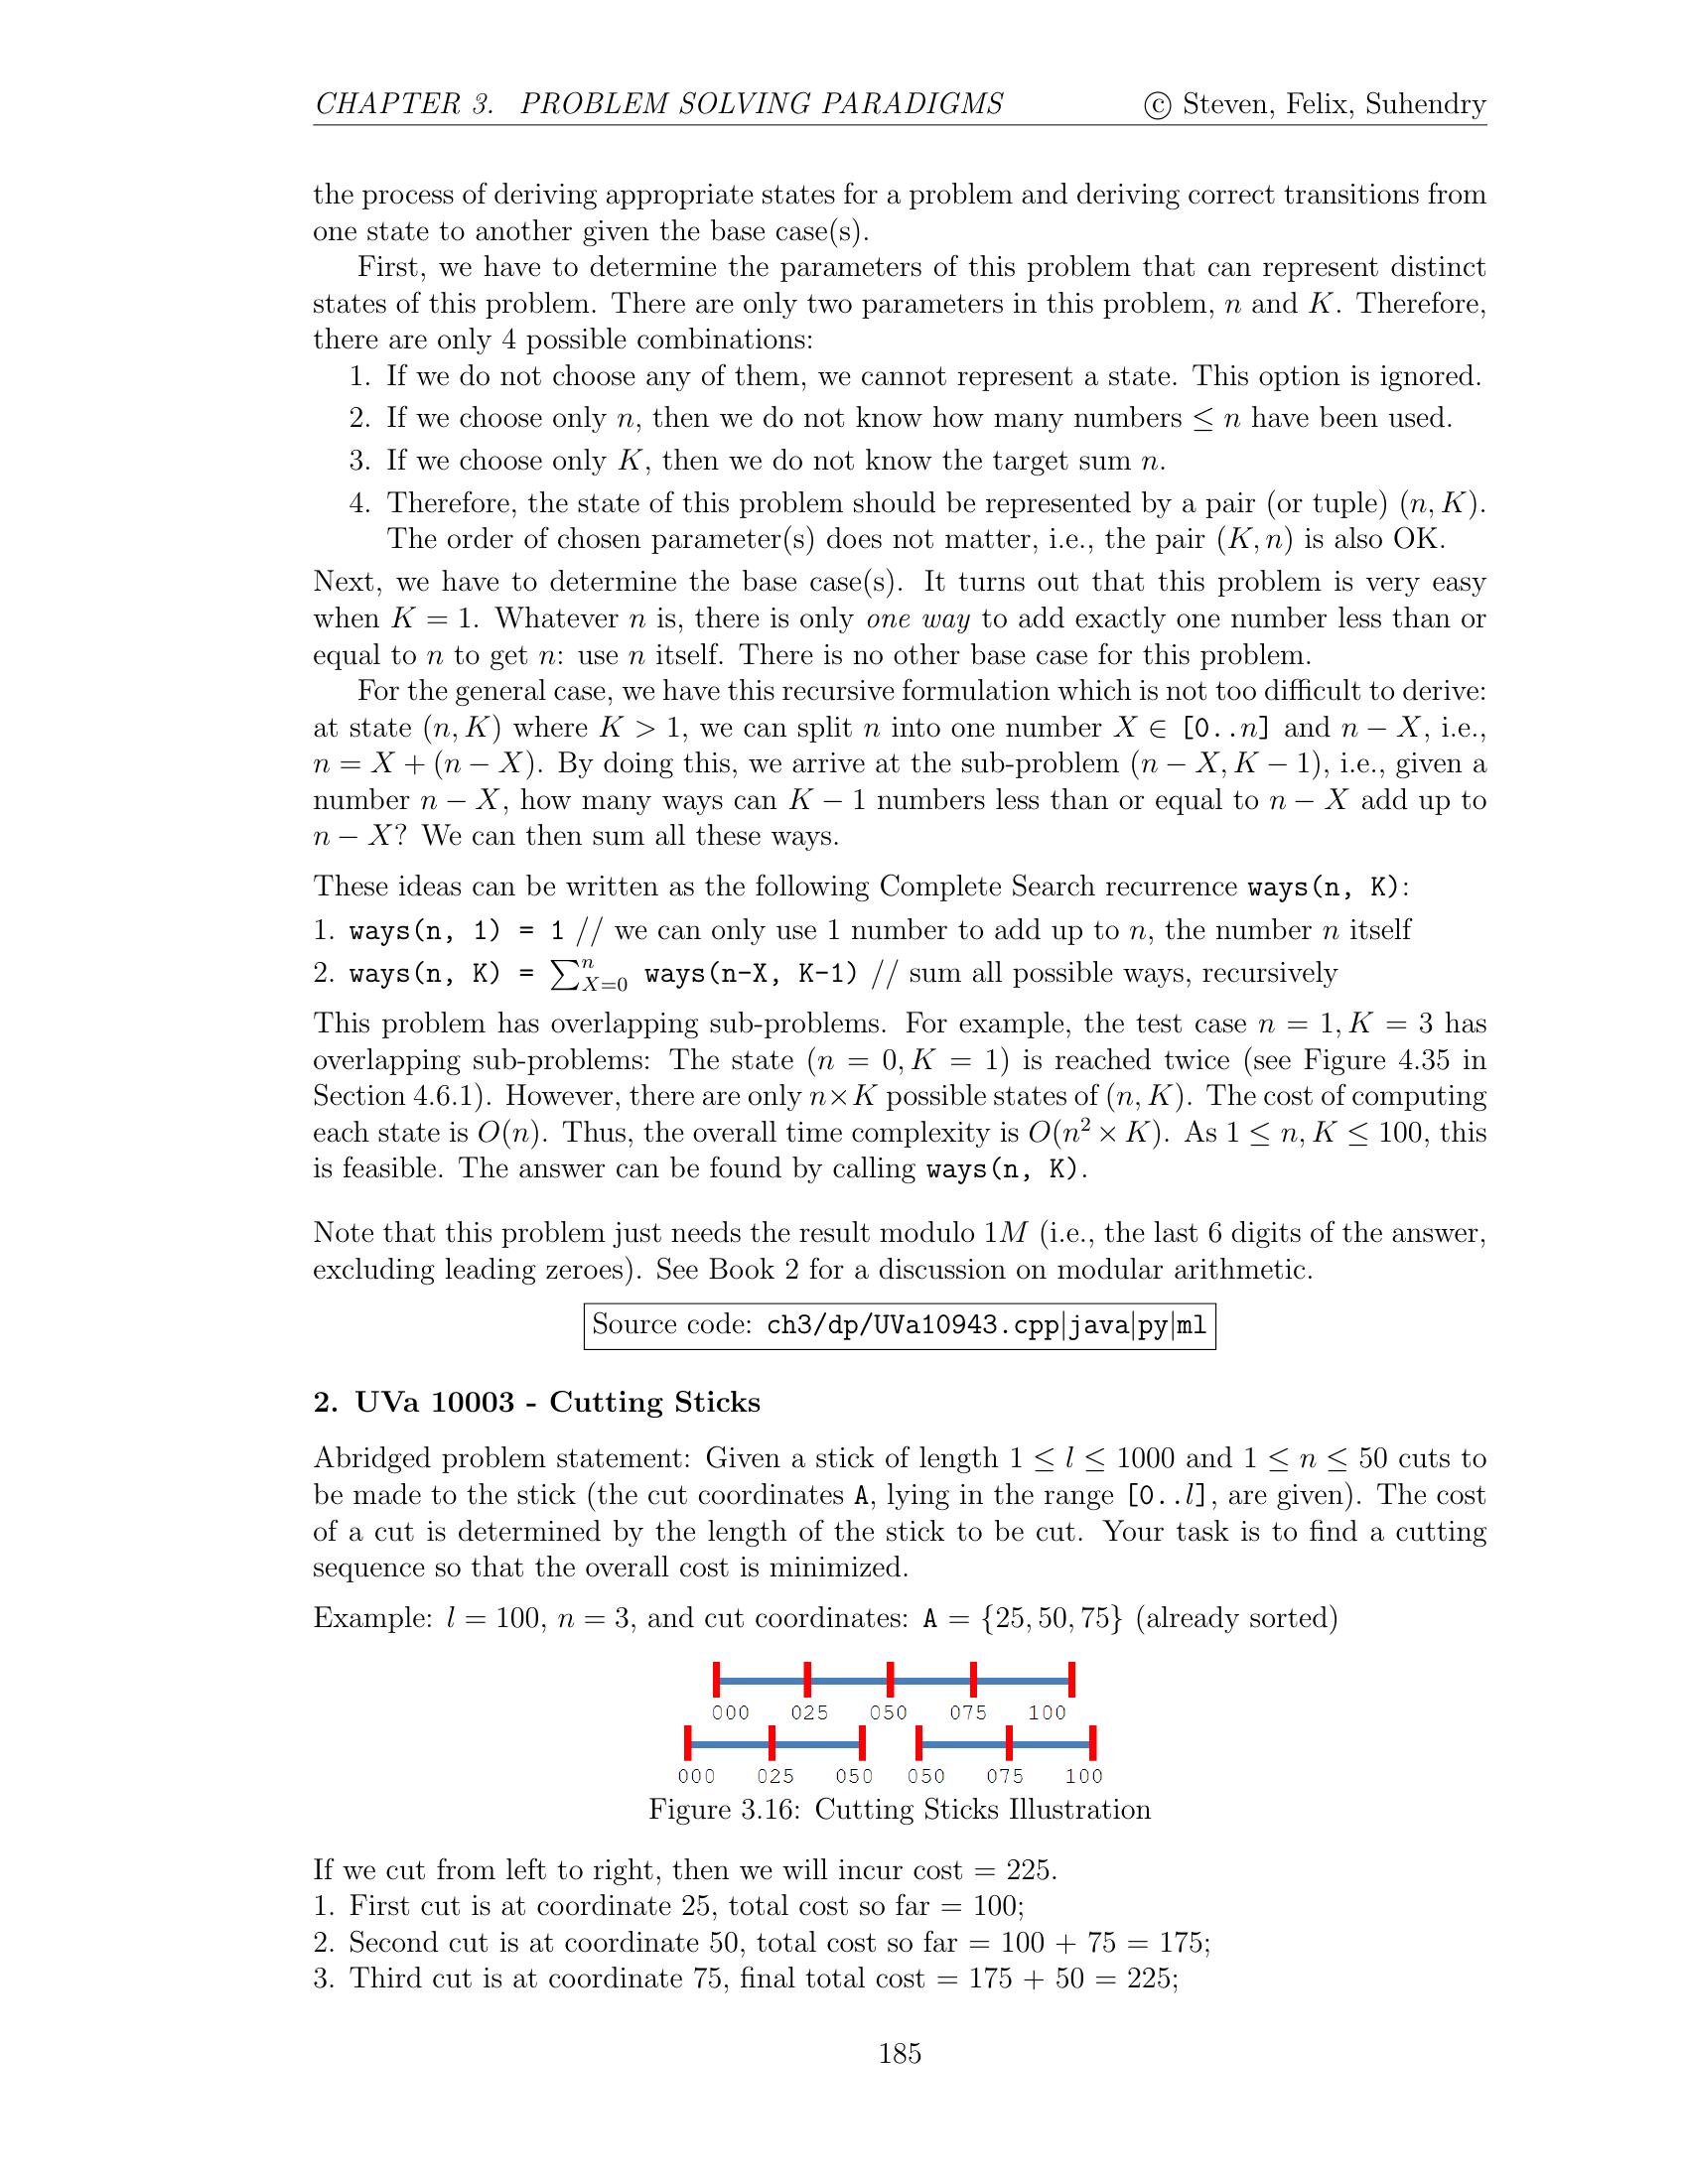 CHAPTER 3. PROBLEM SOLVING PARADIGMS © Steven, Felix, Suhendry
the process of deriving appropriate states for a problem and deriving correct transitions from
one state to another given the base case(s).
First, we have to determine the parameters of this problem that can represent distinct
states of this problem. There are only two parameters in this problem, n and K. Therefore,
there are only 4 possible combinations:
1. If we do not choose any of them, we cannot represent a state. This option is ignored.
2. If we choose only n, then we do not know how many numbers ≤ n have been used.
3. If we choose only K, then we do not know the target sum n.
4. Therefore, the state of this problem should be represented by a pair (or tuple) (n, K).
The order of chosen parameter(s) does not matter, i.e., the pair (K, n) is also OK.
Next, we have to determine the base case(s). It turns out that this problem is very easy
when K = 1. Whatever n is, there is only one way to add exactly one number less than or
equal to n to get n: use n itself. There is no other base case for this problem.
For the general case, we have this recursive formulation which is not too difficult to derive:
at state (n, K) where K > 1, we can split n into one number X ∈ [0..n] and n − X, i.e.,
n = X + (n − X). By doing this, we arrive at the sub-problem (n − X, K − 1), i.e., given a
number n − X, how many ways can K − 1 numbers less than or equal to n − X add up to
n − X? We can then sum all these ways.
These ideas can be written as the following Complete Search recurrence ways(n, K):
1. ways(n, 1) = 1 // we can only use 1 number to add up to n, the number n itself
2. ways(n, K) = ∑ⁿ_{X=0} ways(n-X, K-1) // sum all possible ways, recursively
This problem has overlapping sub-problems. For example, the test case n = 1, K = 3 has
overlapping sub-problems: The state (n = 0, K = 1) is reached twice (see Figure 4.35 in
Section 4.6.1). However, there are only n×K possible states of (n, K). The cost of computing
each state is O(n). Thus, the overall time complexity is O(n² × K). As 1 ≤ n, K ≤ 100, this
is feasible. The answer can be found by calling ways(n, K).
Note that this problem just needs the result modulo 1M (i.e., the last 6 digits of the answer,
excluding leading zeroes). See Book 2 for a discussion on modular arithmetic.
Source code: ch3/dp/UVa10943.cpp|java|py|ml
2. UVa 10003 - Cutting Sticks
Abridged problem statement: Given a stick of length 1 ≤ l ≤ 1000 and 1 ≤ n ≤ 50 cuts to
be made to the stick (the cut coordinates A, lying in the range [0..l], are given). The cost
of a cut is determined by the length of the stick to be cut. Your task is to find a cutting
sequence so that the overall cost is minimized.
Example: l = 100, n = 3, and cut coordinates: A = {25, 50, 75} (already sorted)
000 025 050 075 100
000 025 050 050 075 100
Figure 3.16: Cutting Sticks Illustration
If we cut from left to right, then we will incur cost = 225.
1. First cut is at coordinate 25, total cost so far = 100;
2. Second cut is at coordinate 50, total cost so far = 100 + 75 = 175;
3. Third cut is at coordinate 75, final total cost = 175 + 50 = 225;
185